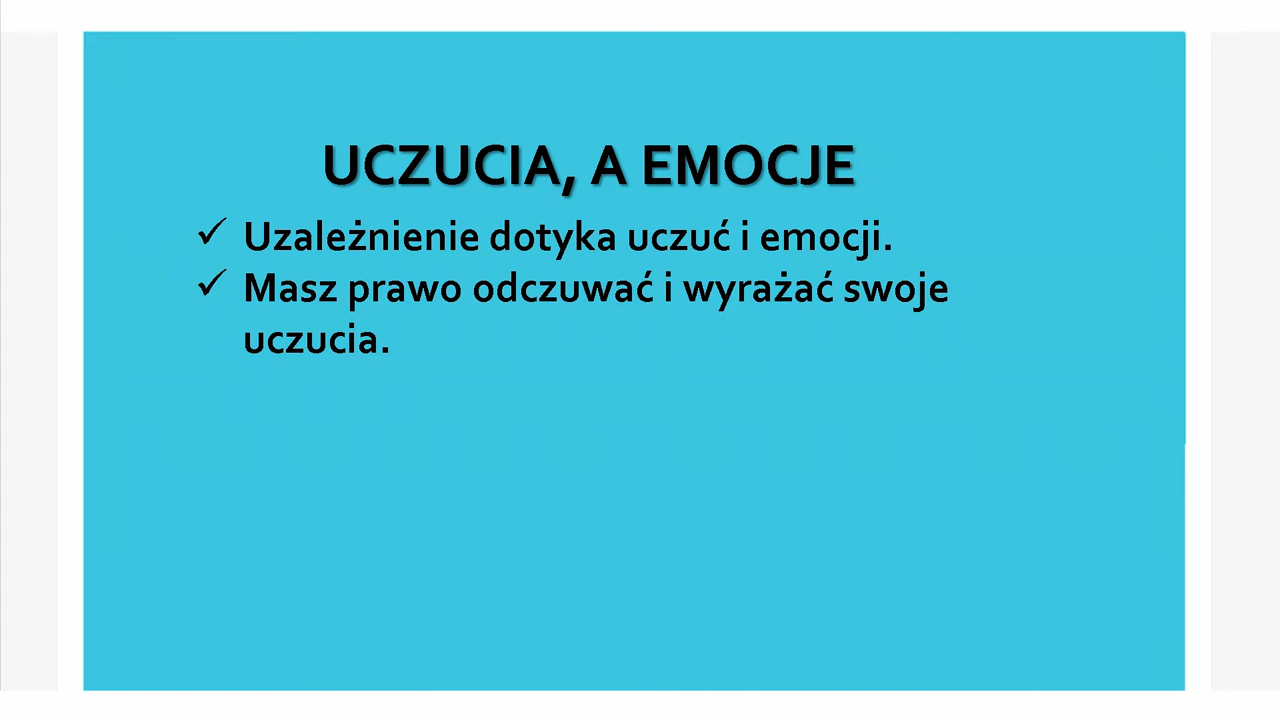 UCZUCIA, A EMOCJE
✓ Uzależnienie dotyka uczuć i emocji.
✓ Masz prawo odczuwać i wyrażać swoje
uczucia.